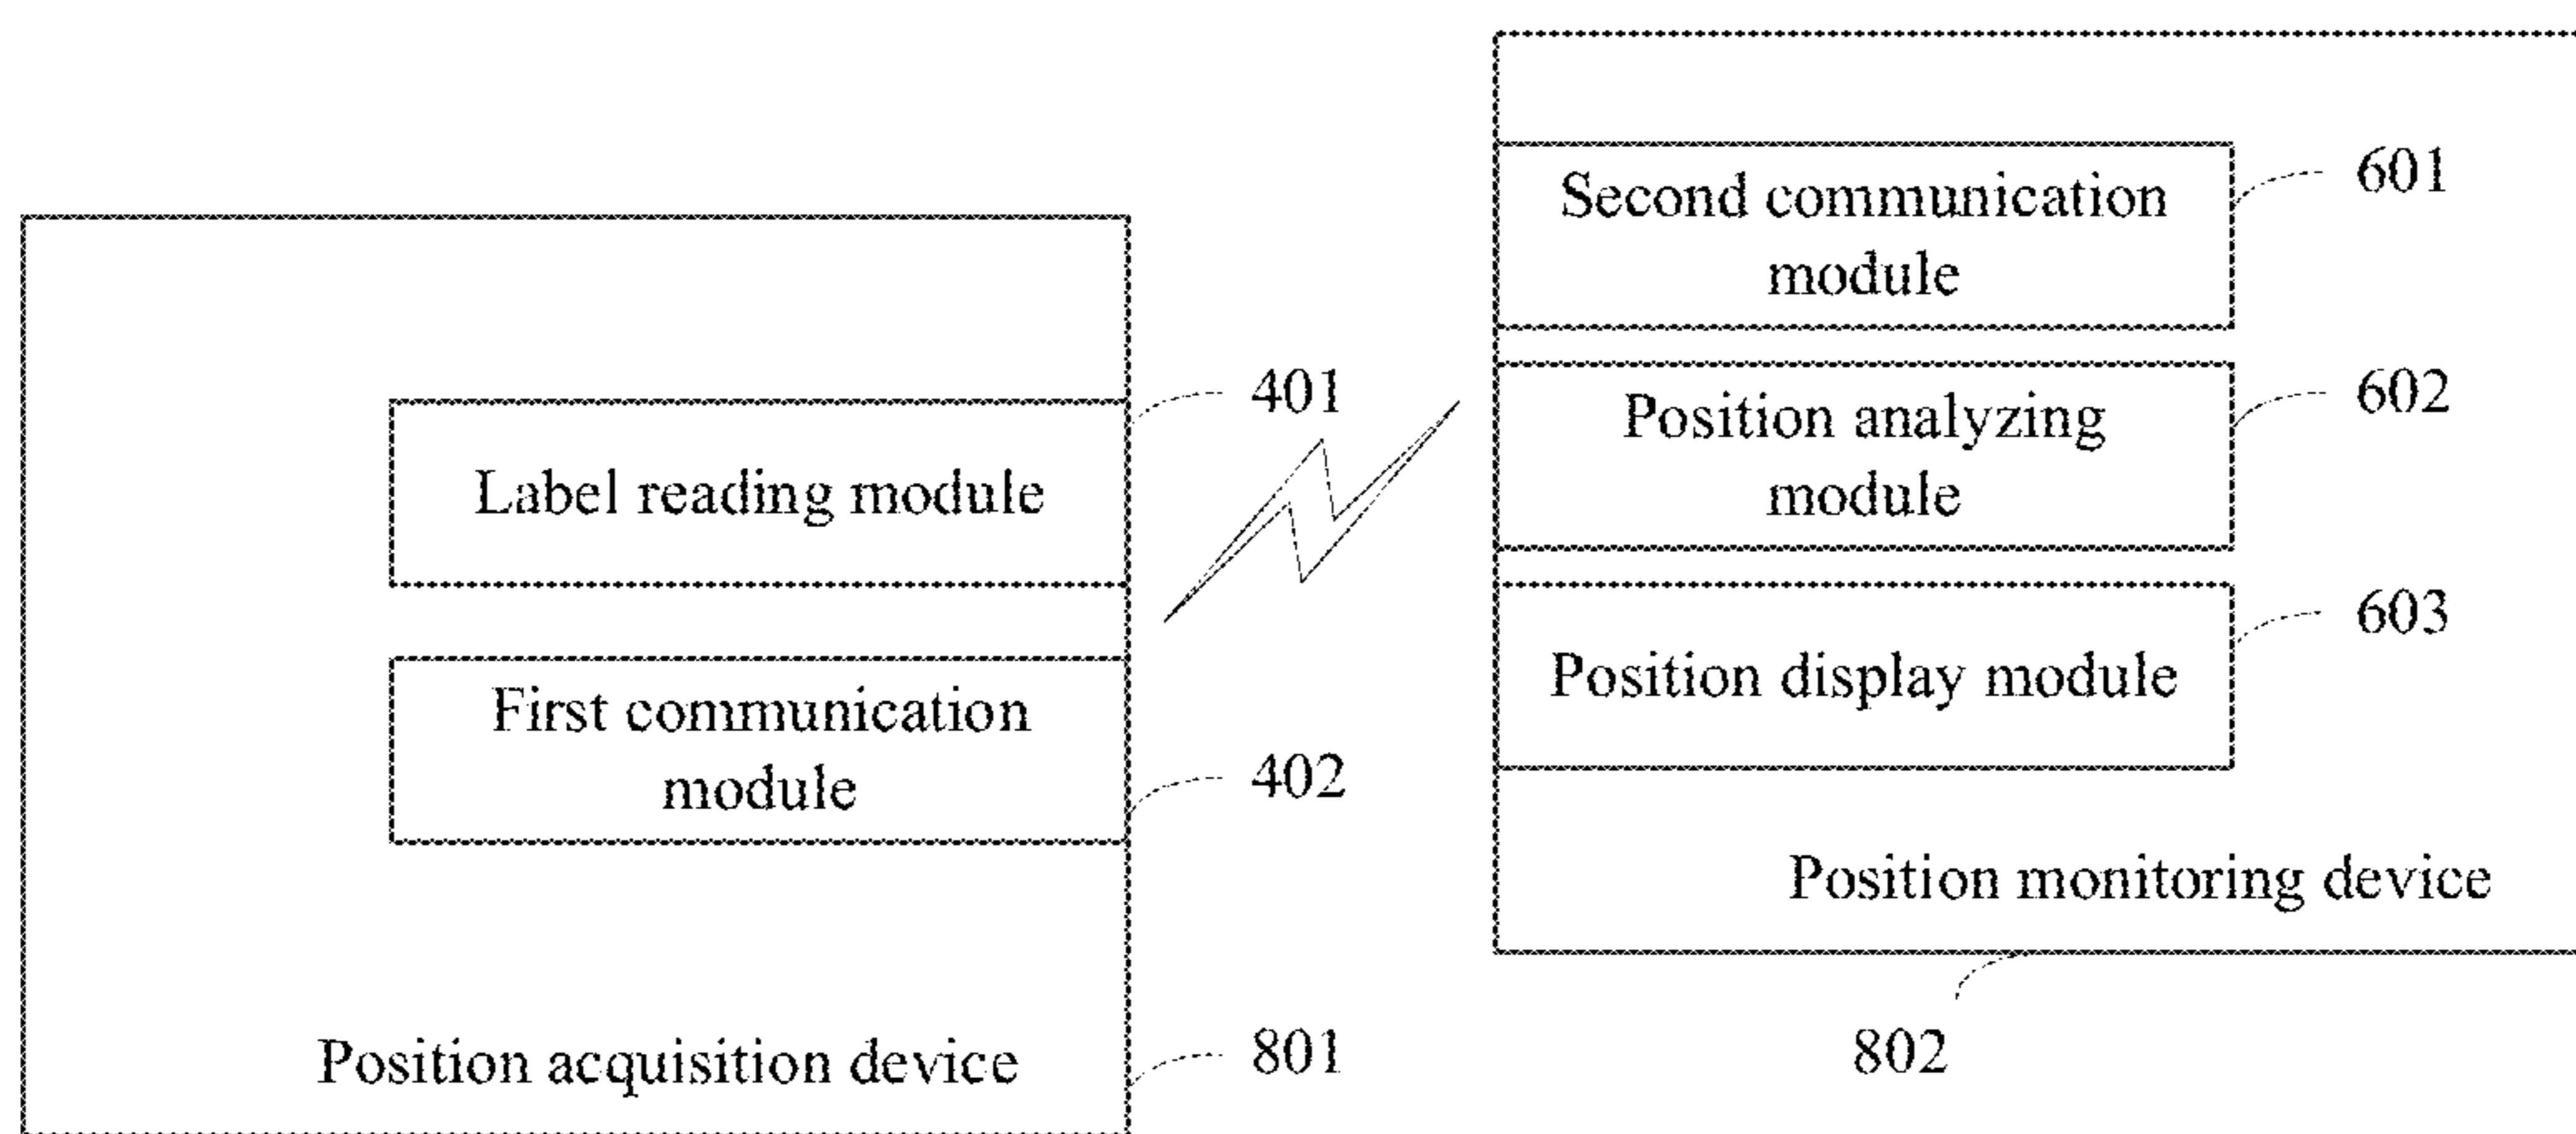 Label reading module
401
First communication
module
402
Position acquisition device
801
Second communication
module
601
Position analyzing
module
602
Position display module
603
Position monitoring device
802